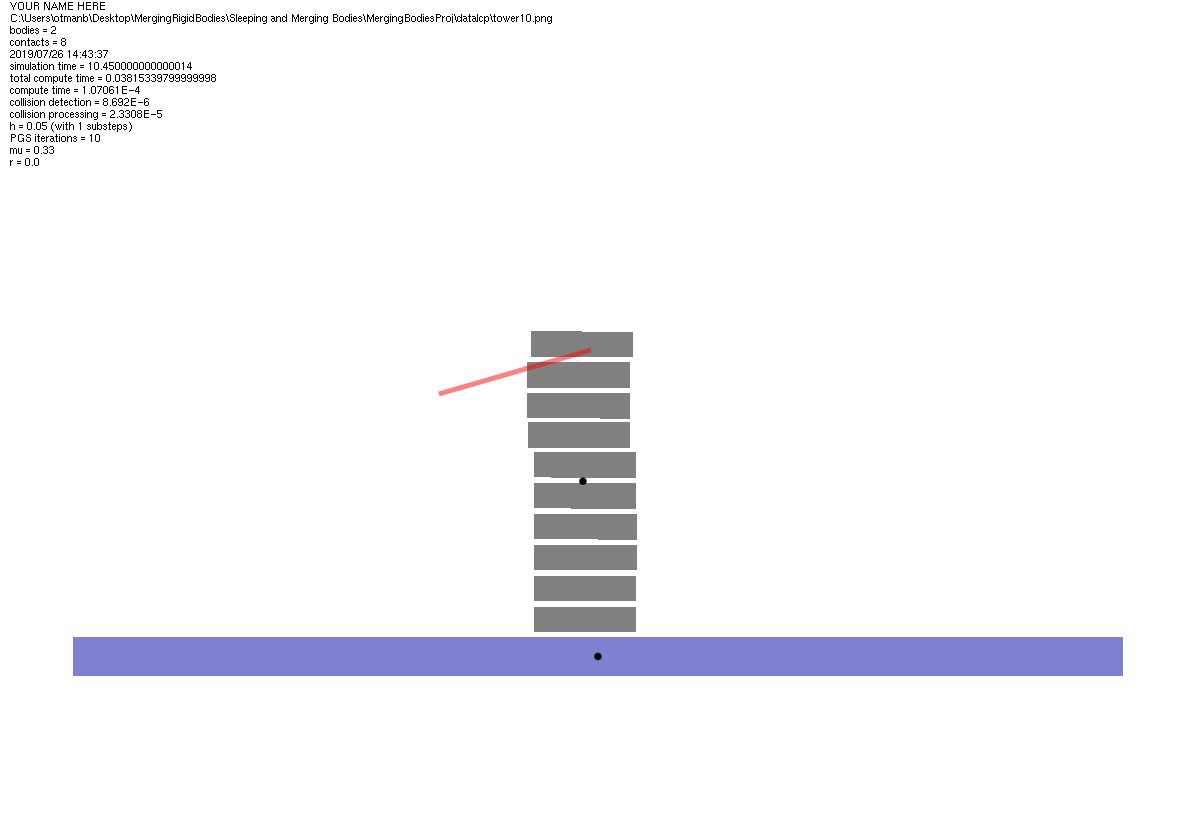 YOUR NAME HERE
C:\Users\otmanb\Desktop\MergingRigidBodies\Sleeping and Merging Bodies\MergingBodiesProj\datalcp\tower10.png
bodies = 2
contacts = 8
2019/07/26 14:43:37
simulation time = 10.450000000000014
total compute time = 0.03815339799999998
compute time = 1.07061E-4
collision detection = 8.692E-6
collision processing = 2.3308E-5
h = 0.05 (with 1 substeps)
PGS iterations = 10
mu = 0.33
r = 0.0